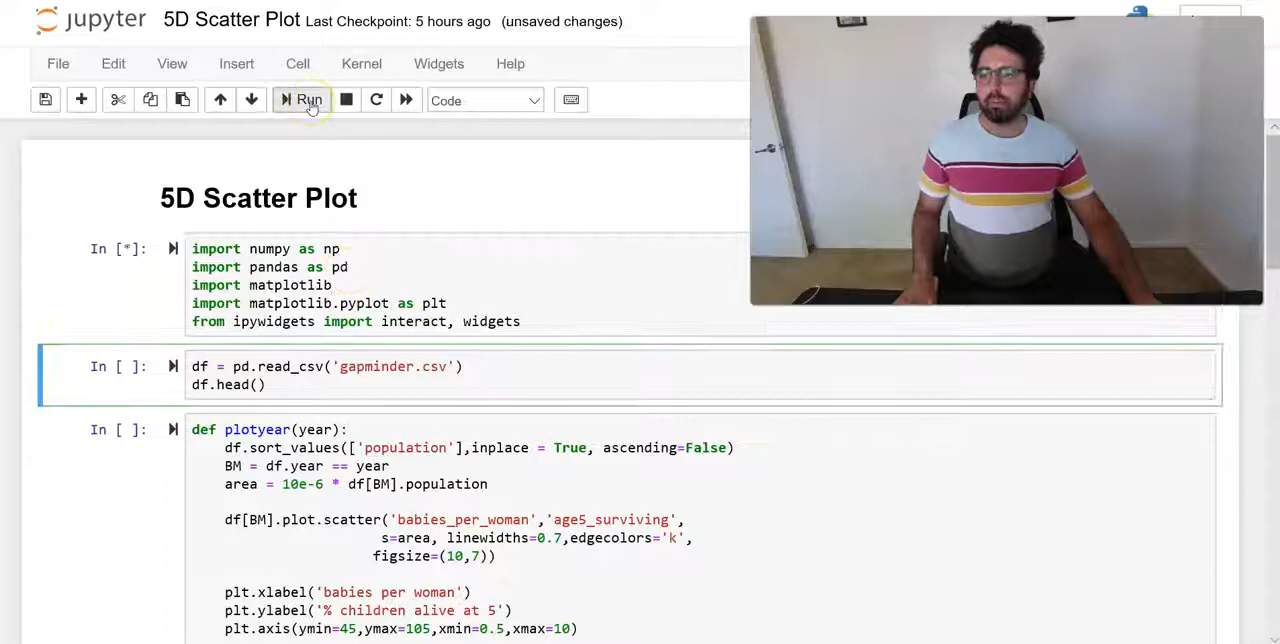 jupyter 5D Scatter Plot Last Checkpoint: 5 hours ago (unsaved changes)
File Edit View Insert Cell Kernel Widgets Help
Run Code
5D Scatter Plot
In [*]: import numpy as np
import pandas as pd
import matplotlib
import matplotlib.pyplot as plt
from ipywidgets import interact, widgets
In [ ]: df = pd.read_csv('gapminder.csv')
df.head()
In [ ]: def plotyear(year):
df.sort_values(['population'],inplace = True, ascending=False)
BM = df.year == year
area = 10e-6 * df[BM].population
df[BM].plot.scatter('babies_per_woman','age5_surviving',
s=area, linewidths=0.7,edgecolors='k',
figsize=(10,7))
plt.xlabel('babies per woman')
plt.ylabel('% children alive at 5')
plt.axis(ymin=45,ymax=105,xmin=0.5,xmax=10)